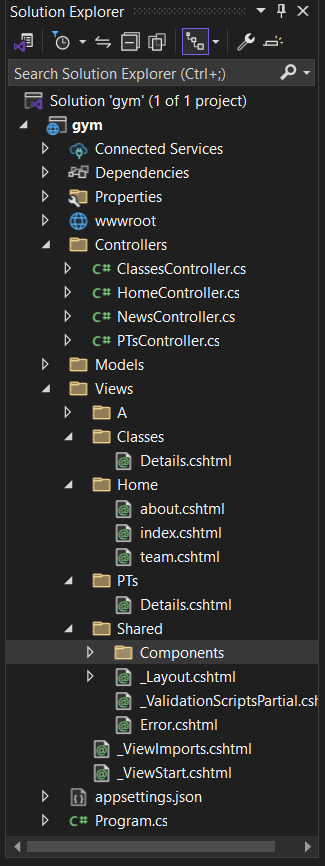 Solution Explorer
Search Solution Explorer (Ctrl+;)
Solution 'gym' (1 of 1 project)
gym
Connected Services
Dependencies
Properties
wwwroot
Controllers
C# ClassesController.cs
C# HomeController.cs
C# NewsController.cs
C# PTsController.cs
Models
Views
A
Classes
@ Details.cshtml
Home
@ about.cshtml
@ index.cshtml
@ team.cshtml
PTs
@ Details.cshtml
Shared
Components
@ _Layout.cshtml
@ _ValidationScriptsPartial.csh
@ Error.cshtml
@ _ViewImports.cshtml
@ _ViewStart.cshtml
appsettings.json
C# Program.cs